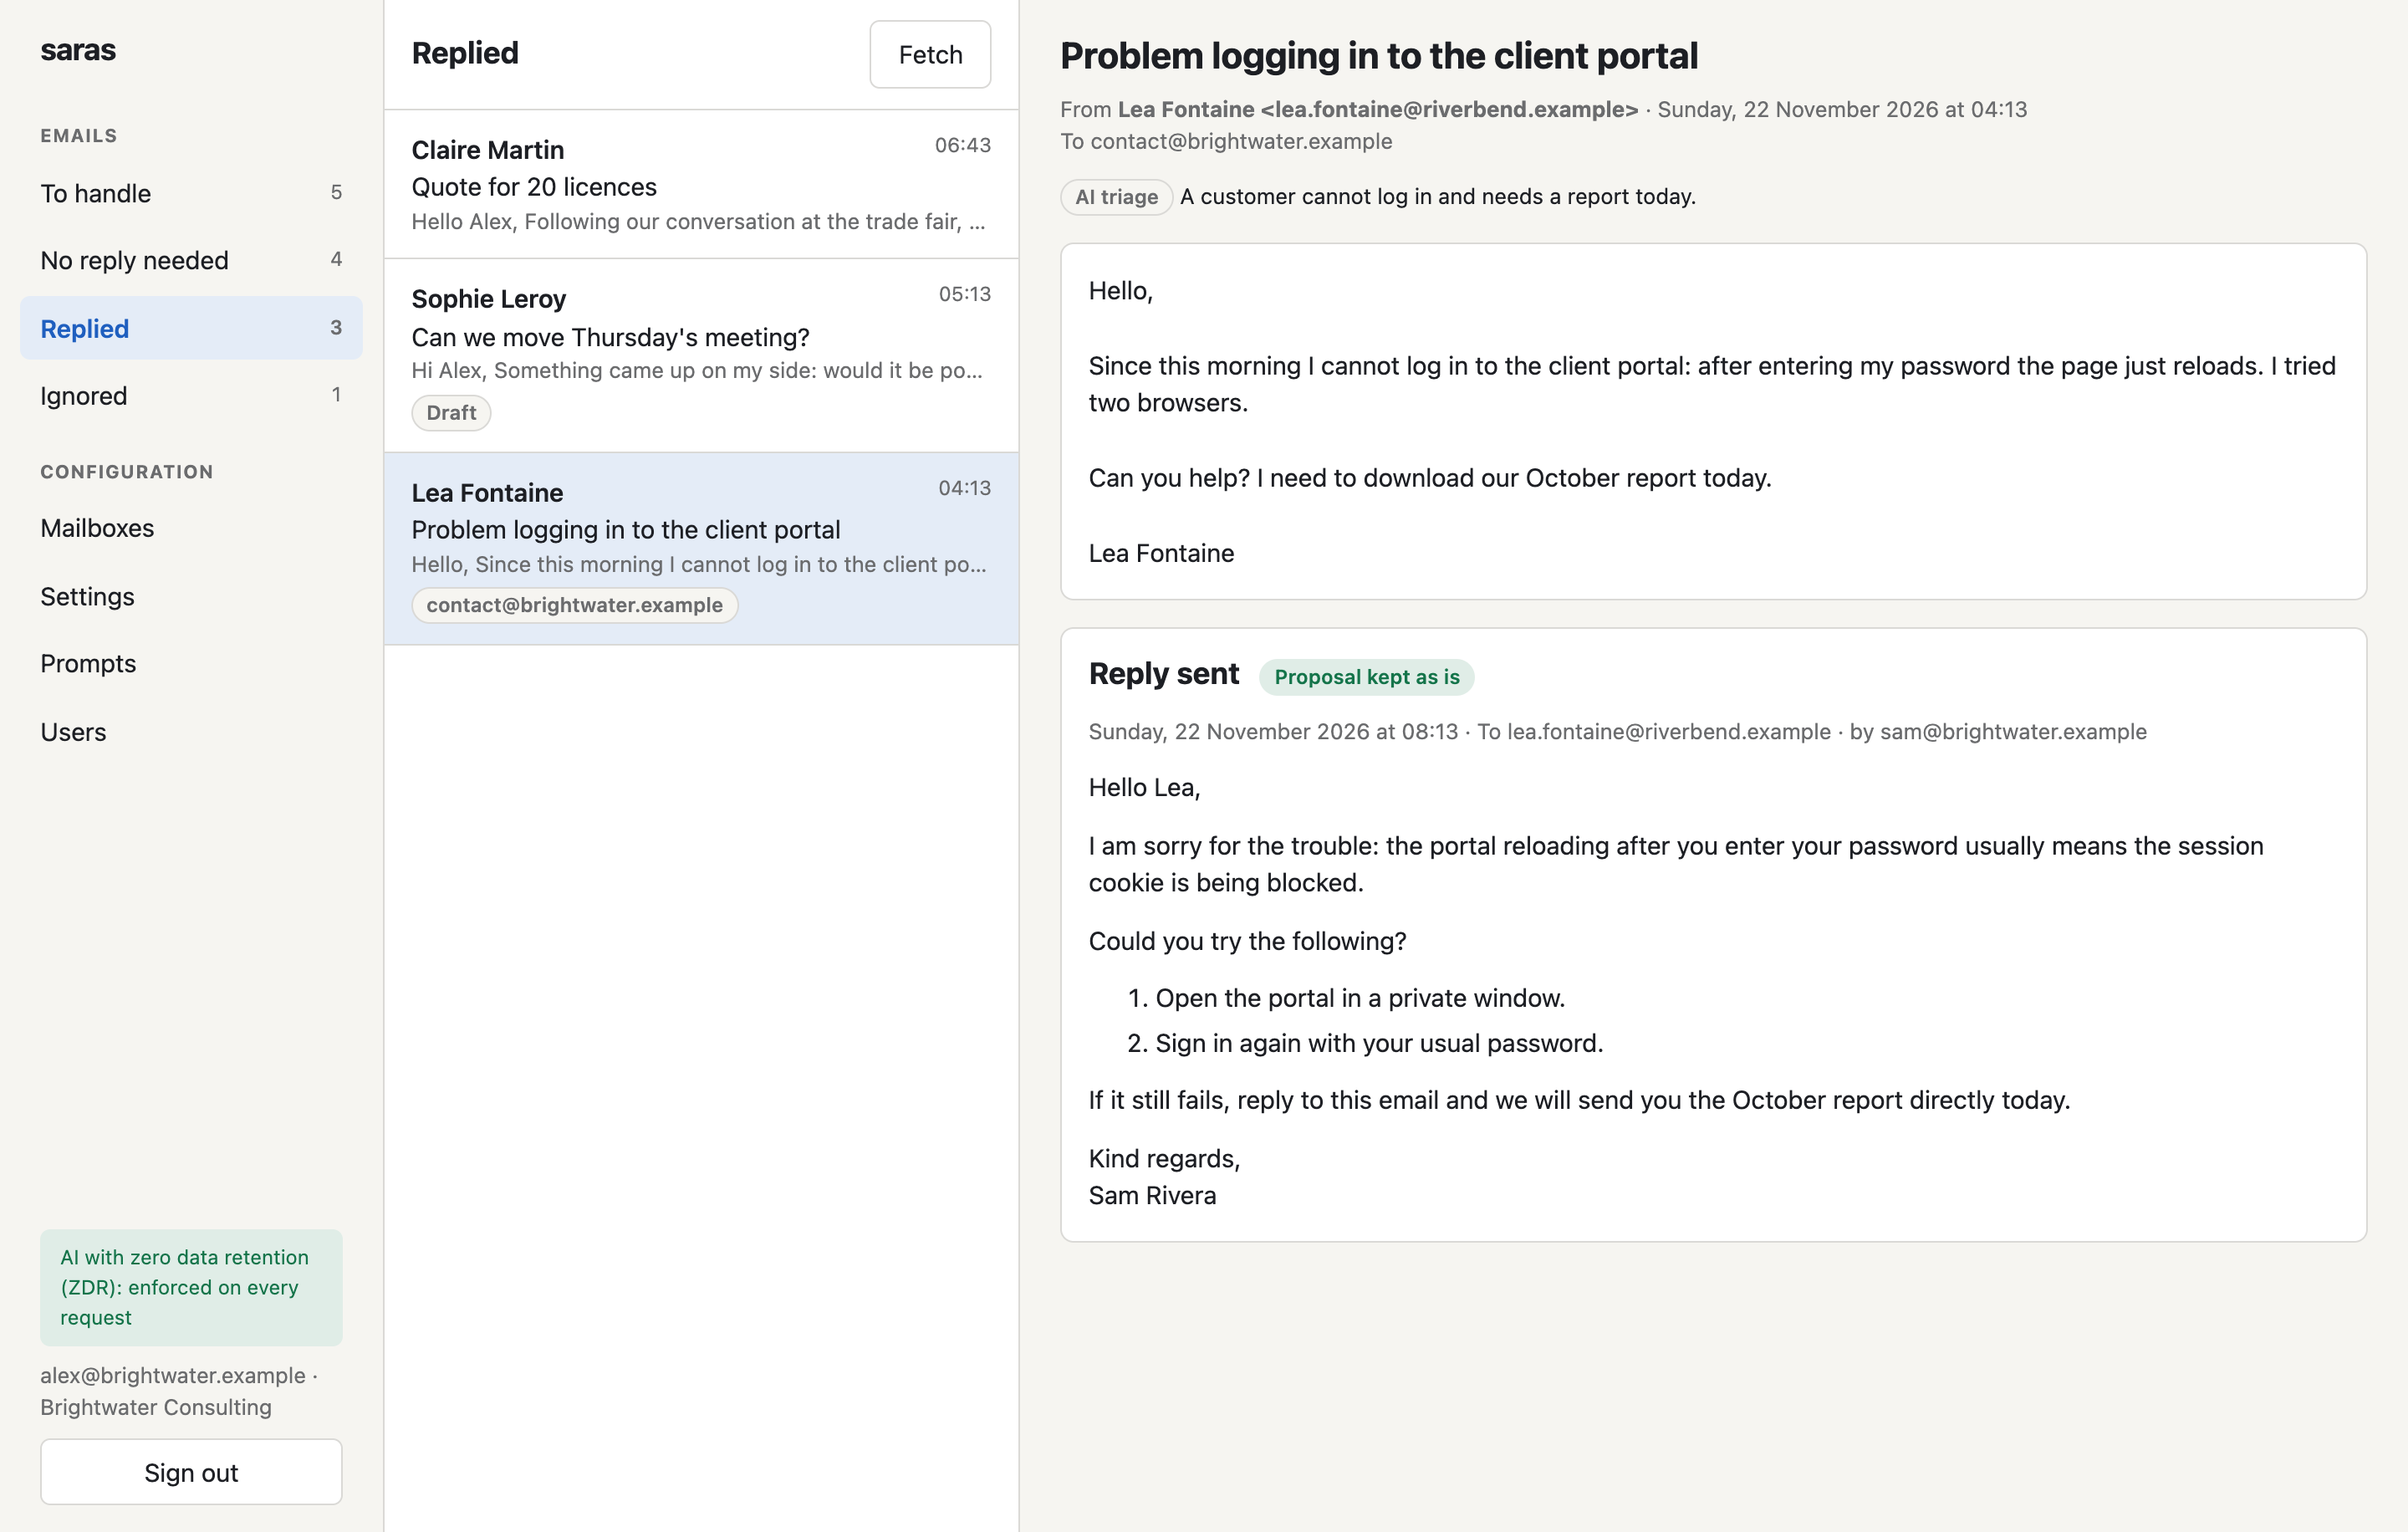 saras
EMAILS
To handle 5
No reply needed 4
Replied 3
Ignored 1
CONFIGURATION
Mailboxes
Settings
Prompts
Users
AI with zero data retention
(ZDR): enforced on every
request
alex@brightwater.example ·
Brightwater Consulting
Sign out
Replied Fetch
Claire Martin 06:43
Quote for 20 licences
Hello Alex, Following our conversation at the trade fair, ...
Sophie Leroy 05:13
Can we move Thursday's meeting?
Hi Alex, Something came up on my side: would it be po...
Draft
Lea Fontaine 04:13
Problem logging in to the client portal
Hello, Since this morning I cannot log in to the client po...
contact@brightwater.example
Problem logging in to the client portal
From Lea Fontaine <lea.fontaine@riverbend.example> · Sunday, 22 November 2026 at 04:13
To contact@brightwater.example
AI triage A customer cannot log in and needs a report today.
Hello,
Since this morning I cannot log in to the client portal: after entering my password the page just reloads. I tried
two browsers.
Can you help? I need to download our October report today.
Lea Fontaine
Reply sent Proposal kept as is
Sunday, 22 November 2026 at 08:13 · To lea.fontaine@riverbend.example · by sam@brightwater.example
Hello Lea,
I am sorry for the trouble: the portal reloading after you enter your password usually means the session
cookie is being blocked.
Could you try the following?
1. Open the portal in a private window.
2. Sign in again with your usual password.
If it still fails, reply to this email and we will send you the October report directly today.
Kind regards,
Sam Rivera